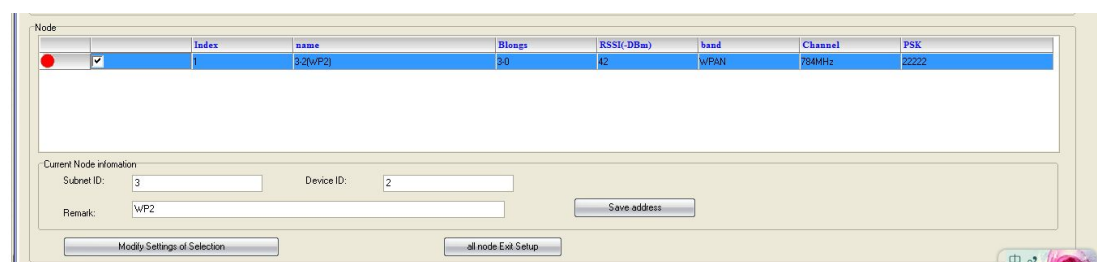 Node
Index name Blongs RSSI(-DBm) band Channel PSK
1 3-2(WP2) 3-0 42 WPAN 784MHz 22222
Current Node infomation
Subnet ID: 3 Device ID: 2
Remark: WP2 Save address
Modify Settings of Selection all node Exit Setup
中